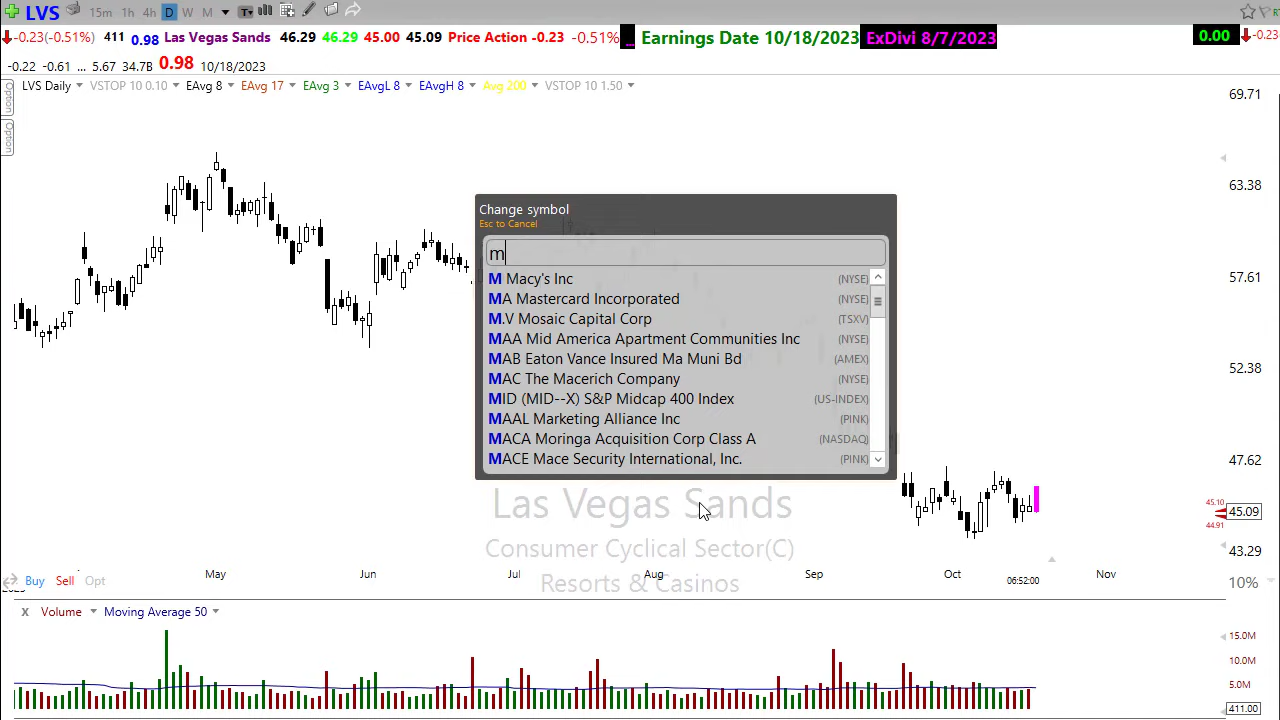 LVS 15m 1h 4h D W M T
-0.23(-0.51%) 411 0.98 Las Vegas Sands 46.29 46.29 45.00 45.09 Price Action -0.23 -0.51% ... Earnings Date 10/18/2023 ExDivi 8/7/2023 0.00 -0.23
-0.22 -0.61 ... 5.67 34.7B 0.98 10/18/2023
LVS Daily VSTOP 10 0.10 EAvg 8 EAvg 17 EAvg 3 EAvgL 8 EAvgH 8 Avg 200 VSTOP 10 1.50
Option
Option
69.71
63.38
57.61
52.38
47.62
45.10
45.09
44.91
43.29
Change symbol
Esc to Cancel
m
M Macy's Inc (NYSE)
MA Mastercard Incorporated (NYSE)
M.V Mosaic Capital Corp (TSXV)
MAA Mid America Apartment Communities Inc (NYSE)
MAB Eaton Vance Insured Ma Muni Bd (AMEX)
MAC The Macerich Company (NYSE)
MID (MID--X) S&P Midcap 400 Index (US-INDEX)
MAAL Marketing Alliance Inc (PINK)
MACA Moringa Acquisition Corp Class A (NASDAQ)
MACE Mace Security International, Inc. (PINK)
Las Vegas Sands
Consumer Cyclical Sector(C)
Resorts & Casinos
May Jun Jul Aug Sep Oct Nov
06:52:00
Buy Sell Opt 10%
x Volume Moving Average 50
15.0M
10.0M
5.0M
411.00